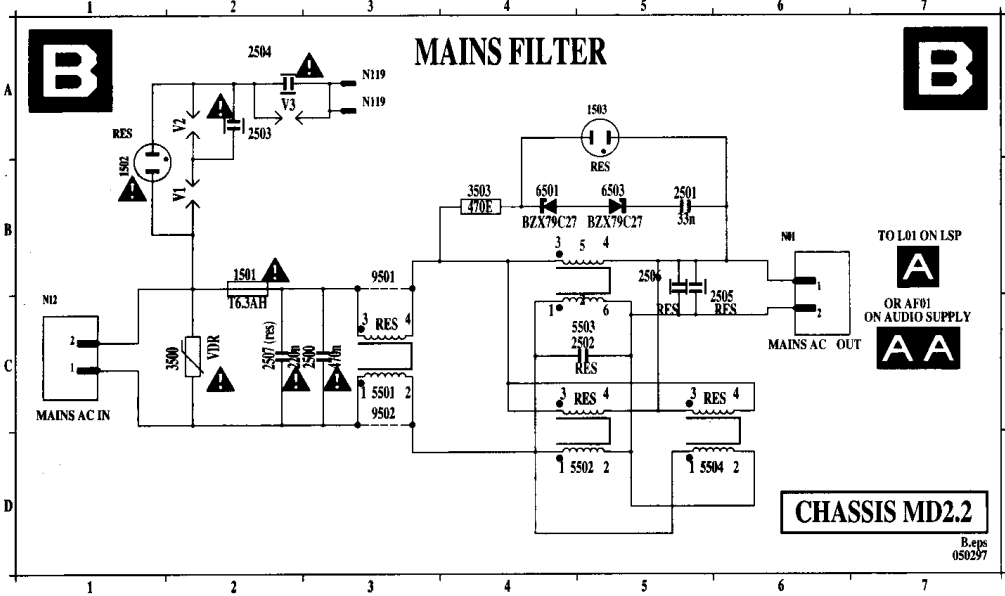 1 2 3 4 5 6 7
A
B
C
D
B
MAINS FILTER
B
2504
N119
N119
V3
V2
2503
RES
1502
V1
1503
RES
3503
470E
6501
BZX79C27
6503
BZX79C27
2501
33n
3 5 4
1 2 6
5503
2502
RES
2505
RES
RES
N01
1
2
MAINS AC OUT
TO L01 ON LSP
A
OR AF01
ON AUDIO SUPPLY
A A
1501
T6.3AH
9501
3 RES 4
1 5501 2
9502
N12
2
1
MAINS AC IN
3500
VDR
2507 (res)
220n
2500
470n
3 RES 4
1 5502 2
3 RES 4
1 5504 2
CHASSIS MD2.2
B.eps
050297
1 2 3 4 5 6 7